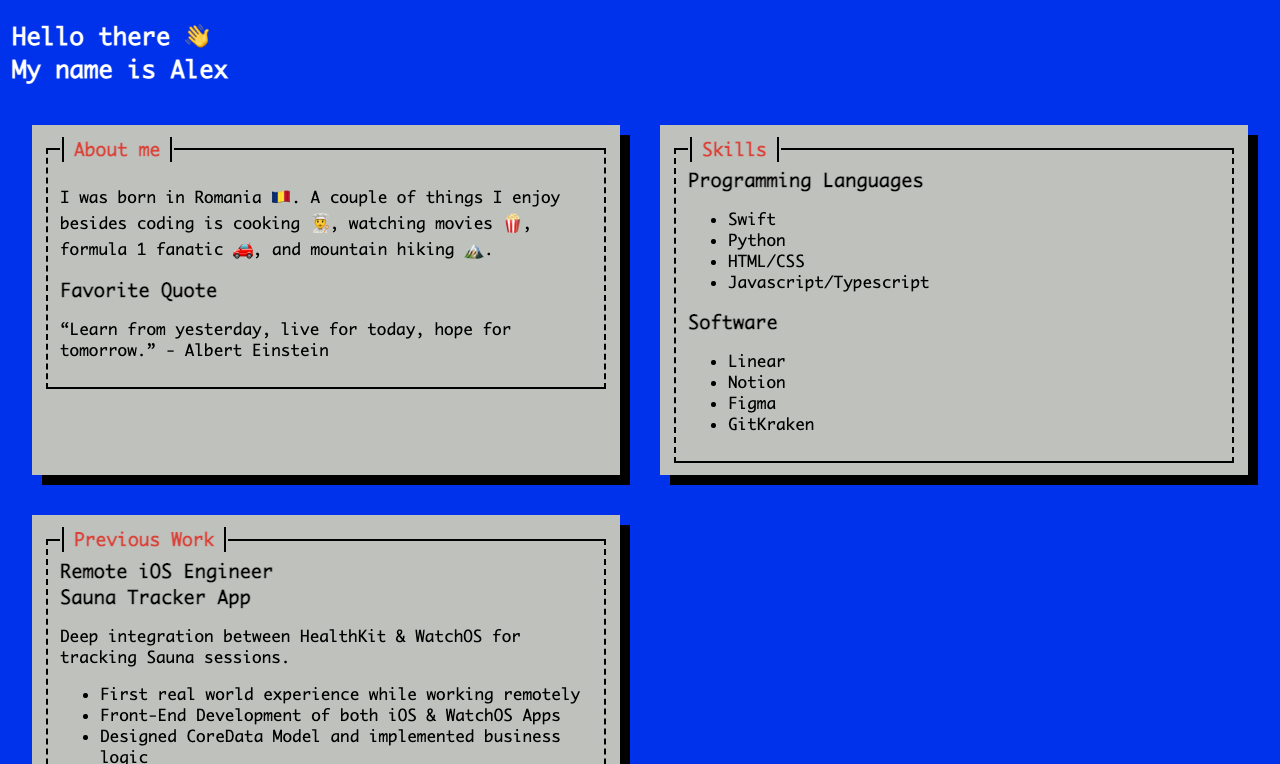 Hello there 👋
My name is Alex
About me
I was born in Romania 🇷🇴. A couple of things I enjoy
besides coding is cooking 👨‍🍳, watching movies 🍿,
formula 1 fanatic 🚗, and mountain hiking ⛰️.
Favorite Quote
“Learn from yesterday, live for today, hope for
tomorrow.” - Albert Einstein
Skills
Programming Languages
• Swift
• Python
• HTML/CSS
• Javascript/Typescript
Software
• Linear
• Notion
• Figma
• GitKraken
Previous Work
Remote iOS Engineer
Sauna Tracker App
Deep integration between HealthKit & WatchOS for
tracking Sauna sessions.
• First real world experience while working remotely
• Front-End Development of both iOS & WatchOS Apps
• Designed CoreData Model and implemented business
logic